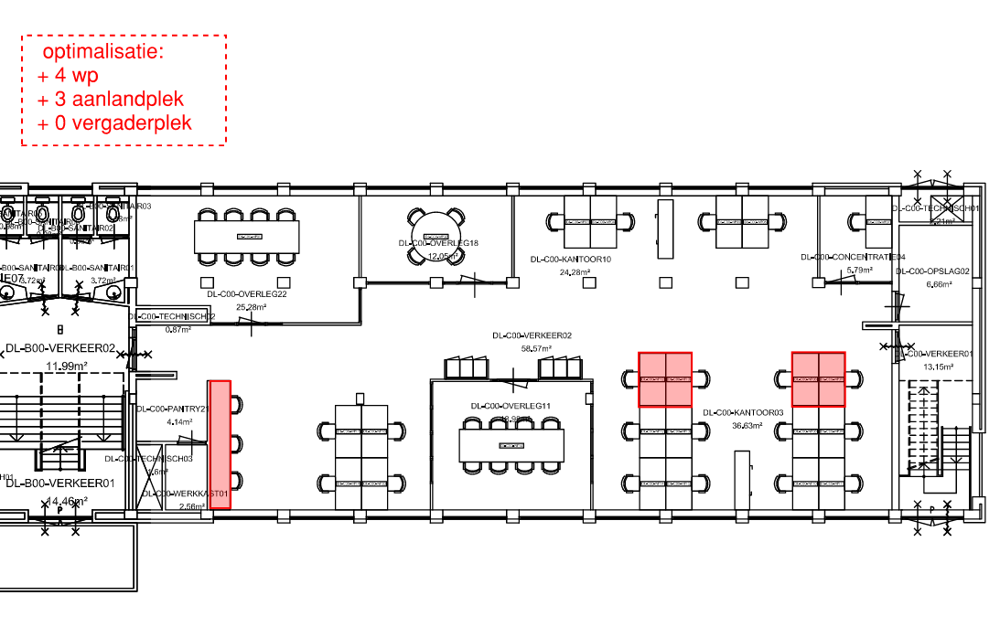 optimalisatie:
+ 4 wp
+ 3 aanlandplek
+ 0 vergaderplek
DL-B00-SANITAIR02
DL-B00-SANITAIR01
3.72m²
3.72m²
DL-C00-OVERLEG22
25.28m²
DL-C00-OVERLEG18
12.05m²
DL-C00-KANTOOR10
24.28m²
DL-C00-CONCENTRATIE04
5.79m²
DL-C00-TECHNISCH01
2.21m²
DL-C00-OPSLAG02
6.66m²
DL-C00-TECHNISCH02
0.87m²
DL-B00-VERKEER02
11.99m²
DL-C00-VERKEER02
58.57m²
DL-C00-VERKEER01
13.15m²
DL-C00-PANTRY21
4.14m²
DL-C00-OVERLEG11
DL-C00-KANTOOR03
36.63m²
DL-C00-TECHNISCH03
DL-B00-VERKEER01
14.46m²
DL-C00-WERKKAST01
2.56m²
P
P